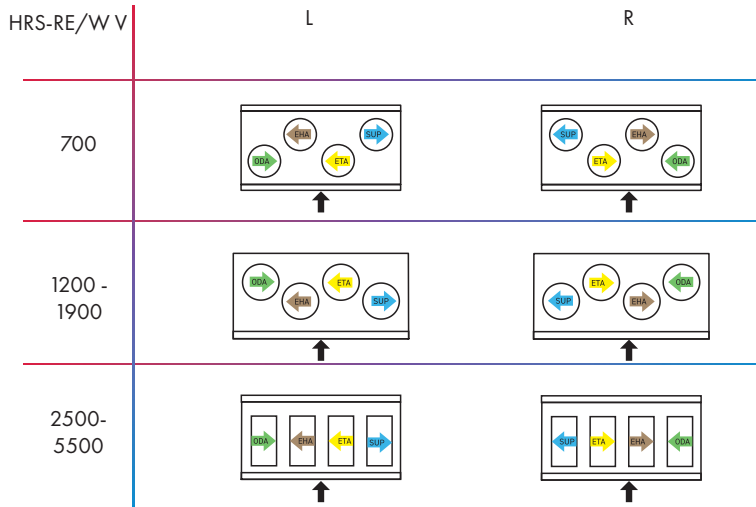 HRS-RE/W V L R
700
EHA SUP
ODA ETA
SUP EHA
ETA ODA
1200 -
1900
ODA ETA
EHA SUP
ETA ODA
SUP EHA
2500-
5500
ODA EHA ETA SUP
SUP ETA EHA ODA